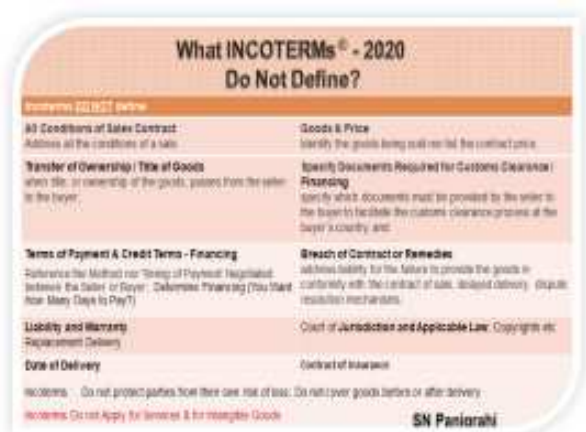 What INCOTERMs© - 2020
Do Not Define?
Incoterms DO NOT define
All Conditions of Sales Contract
Address all the conditions of a sale
Goods & Price
identify the goods being sold nor list the contract price
Transfer of Ownership / Title of Goods
when title, or ownership of the goods, passes from the seller
to the buyer;
Specify Documents Required for Customs Clearance /
Financing
specify which documents must be provided by the seller to
the buyer to facilitate the customs clearance process at the
buyer's country; and
Terms of Payment & Credit Terms - Financing
Reference the Method nor Timing of Payment Negotiated
between the Seller or Buyer. Determine Financing (You Want
how Many Days to Pay?)
Breach of Contract or Remedies
address liability for the failure to provide the goods in
conformity with the contract of sale, delayed delivery, dispute
resolution mechanisms.
Liability and Warranty
Replacement Delivery
Court of Jurisdiction and Applicable Law, Copyrights etc
Date of Delivery
Contract of Insurance
Incoterms Do not protect parties from their own risk of loss; Do not cover goods before or after delivery
Incoterms Do not Apply for Services & for Intangible Goods
SN Panigrahi